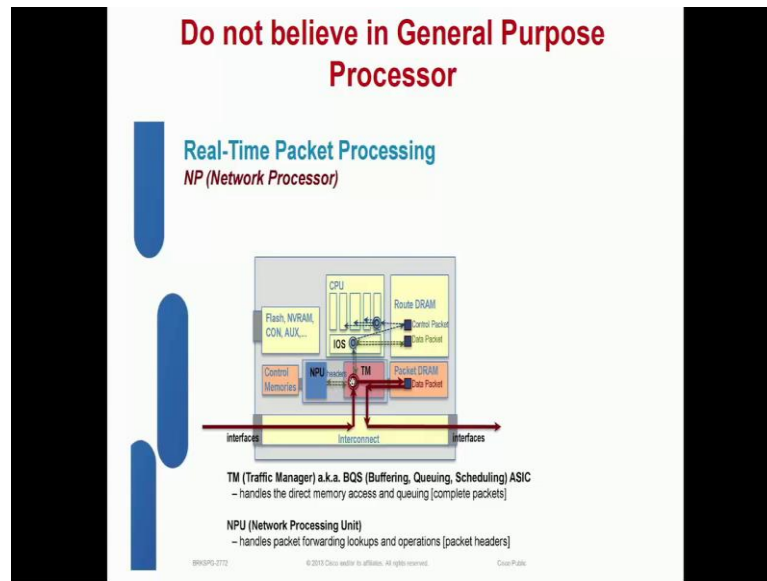 Do not believe in General Purpose
Processor
Real-Time Packet Processing
NP (Network Processor)
CPU
Route DRAM
Flash, NVRAM,
CON, AUX,...
Control Packet
IOS
Data Packet
Control
Memories
NPU
headers
TM
Packet DRAM
Data Packet
interfaces
Interconnect
interfaces
TM (Traffic Manager) a.k.a. BQS (Buffering, Queuing, Scheduling) ASIC
– handles the direct memory access and queuing [complete packets]
NPU (Network Processing Unit)
– handles packet forwarding lookups and operations [packet headers]
BRKSPG-2772
© 2013 Cisco and/or its affiliates. All rights reserved.
Cisco Public